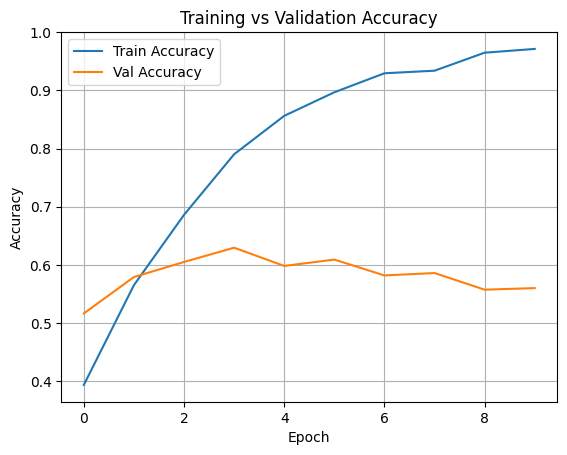 Training vs Validation Accuracy
Train Accuracy
Val Accuracy
1.0
0.9
0.8
0.7
0.6
0.5
0.4
Accuracy
0 2 4 6 8
Epoch